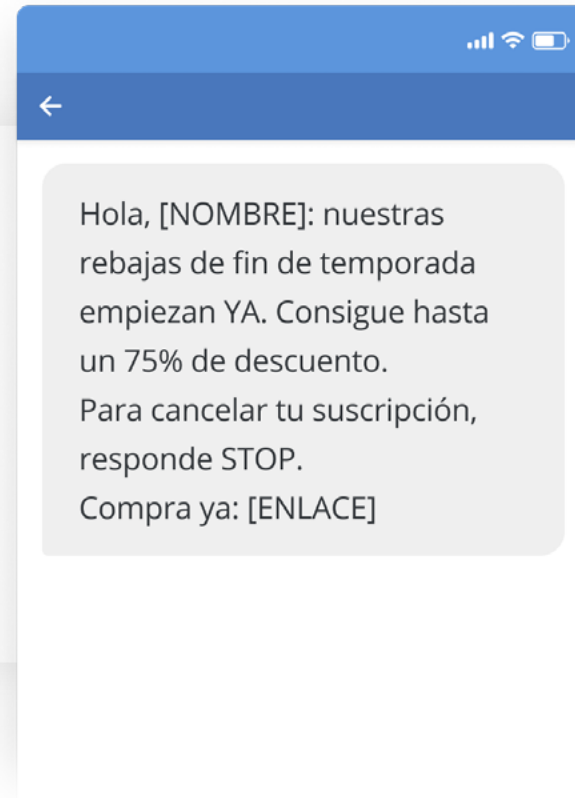 Hola, [NOMBRE]: nuestras
rebajas de fin de temporada
empiezan YA. Consigue hasta
un 75% de descuento.
Para cancelar tu suscripción,
responde STOP.
Compra ya: [ENLACE]